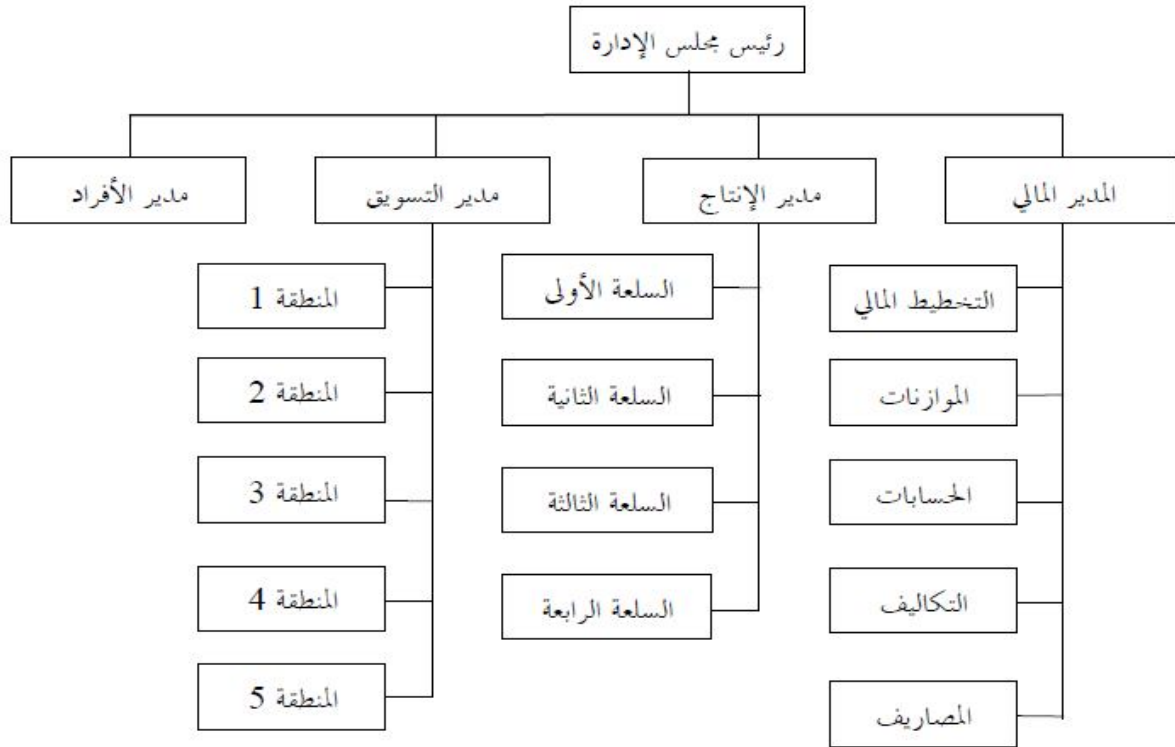 رئيس مجلس الإدارة
المدير المالي
مدير الإنتاج
مدير التسويق
مدير الأفراد
التخطيط المالي
الموازنات
الحسابات
التكاليف
المصاريف
السلعة الأولى
السلعة الثانية
السلعة الثالثة
السلعة الرابعة
المنطقة 1
المنطقة 2
المنطقة 3
المنطقة 4
المنطقة 5